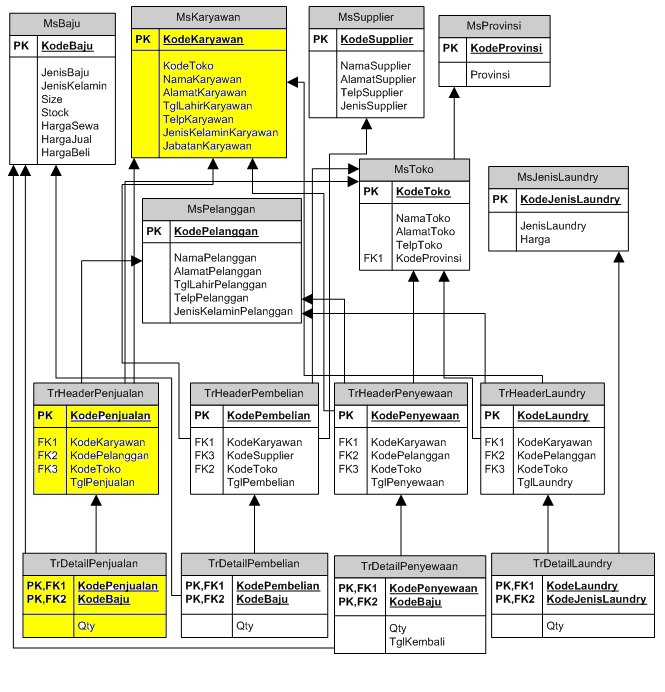 MsBaju
PK KodeBaju
JenisBaju
JenisKelamin
Size
Stock
HargaSewa
HargaJual
HargaBeli
MsKaryawan
PK KodeKaryawan
KodeToko
NamaKaryawan
AlamatKaryawan
TglLahirKaryawan
TelpKaryawan
JenisKelaminKaryawan
JabatanKaryawan
MsSupplier
PK KodeSupplier
NamaSupplier
AlamatSupplier
TelpSupplier
JenisSupplier
MsProvinsi
PK KodeProvinsi
Provinsi
MsPelanggan
PK KodePelanggan
NamaPelanggan
AlamatPelanggan
TglLahirPelanggan
TelpPelanggan
JenisKelaminPelanggan
MsToko
PK KodeToko
NamaToko
AlamatToko
TelpToko
FK1 KodeProvinsi
MsJenisLaundry
PK KodeJenisLaundry
JenisLaundry
Harga
TrHeaderPenjualan
PK KodePenjualan
FK1 KodeKaryawan
FK2 KodePelanggan
FK3 KodeToko
TglPenjualan
TrHeaderPembelian
PK KodePembelian
FK1 KodeKaryawan
FK3 KodeSupplier
FK2 KodeToko
TglPembelian
TrHeaderPenyewaan
PK KodePenyewaan
FK1 KodeKaryawan
FK2 KodePelanggan
FK3 KodeToko
TglPenyewaan
TrHeaderLaundry
PK KodeLaundry
FK1 KodeKaryawan
FK2 KodePelanggan
FK3 KodeToko
TglLaundry
TrDetailPenjualan
PK,FK1 KodePenjualan
PK,FK2 KodeBaju
Qty
TrDetailPembelian
PK,FK1 KodePembelian
PK,FK2 KodeBaju
Qty
TrDetailPenyewaan
PK,FK1 KodePenyewaan
PK,FK2 KodeBaju
Qty
TglKembali
TrDetailLaundry
PK,FK1 KodeLaundry
PK,FK2 KodeJenisLaundry
Qty